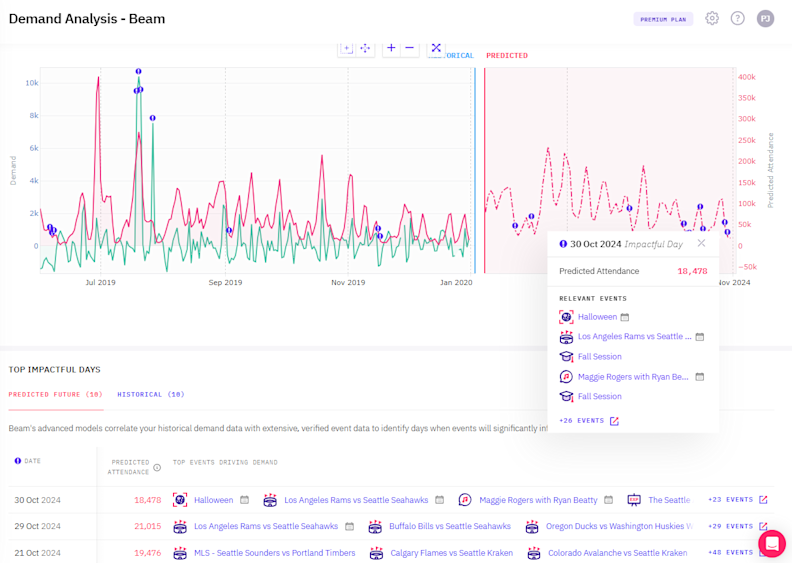 Demand Analysis - Beam
PREMIUM PLAN
PJ
ORICAL PREDICTED
10k
8k
6k
4k
2k
0
Demand
400k
350k
300k
250k
200k
150k
100k
50k
0
−50k
Predicted Attendance
Jul 2019
Sep 2019
Nov 2019
Jan 2020
Nov 2024
30 Oct 2024 Impactful Day
Predicted Attendance 18,478
RELEVANT EVENTS
Halloween
Los Angeles Rams vs Seattle ...
Fall Session
Maggie Rogers with Ryan Be...
Fall Session
+26 EVENTS
TOP IMPACTFUL DAYS
PREDICTED FUTURE (10) HISTORICAL (10)
Beam's advanced models correlate your historical demand data with extensive, verified event data to identify days when events will significantly
DATE PREDICTED ATTENDANCE TOP EVENTS DRIVING DEMAND
30 Oct 2024 18,478 Halloween Los Angeles Rams vs Seattle Seahawks Maggie Rogers with Ryan Beatty The Seattle +23 EVENTS
29 Oct 2024 21,015 Los Angeles Rams vs Seattle Seahawks Buffalo Bills vs Seattle Seahawks Oregon Ducks vs Washington Huskies +29 EVENTS
21 Oct 2024 19,476 MLS - Seattle Sounders vs Portland Timbers Calgary Flames vs Seattle Kraken Colorado Avalanche vs Seattle Kraken +48 EVENTS